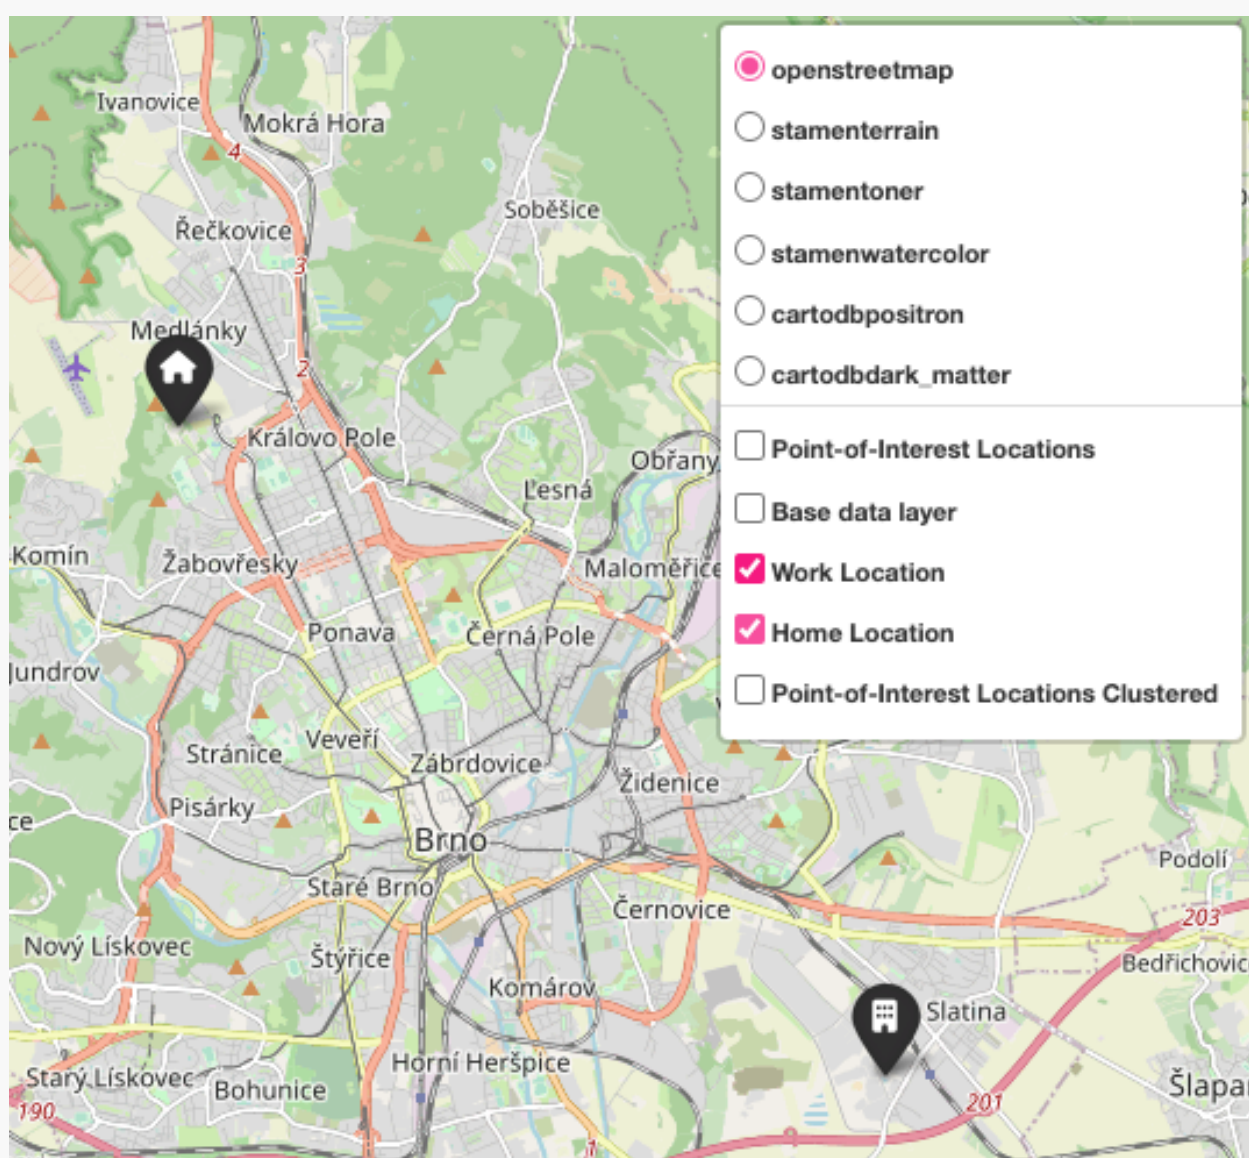 openstreetmap
stamenterrain
stamentoner
stamenwatercolor
cartodbpositron
cartodbdark_matter
Point-of-Interest Locations
Base data layer
Work Location
Home Location
Point-of-Interest Locations Clustered
Ivanovice
Mokrá Hora
4
Soběšice
Řečkovice
3
Medlánky
2
Královo Pole
Obřany
Lesná
Komín
Žabovřesky
Maloměřice
Ponava
Černá Pole
Jundrov
Veveří
Stránice
Zábrdovice
Židenice
Pisárky
ce
Brno
Podolí
Staré Brno
Černovice
203
Nový Lískovec
Štýřice
Bedřichovic
Komárov
Slatina
Horní Heršpice
Starý Lískovec
Bohunice
Šlapa
201
190
1